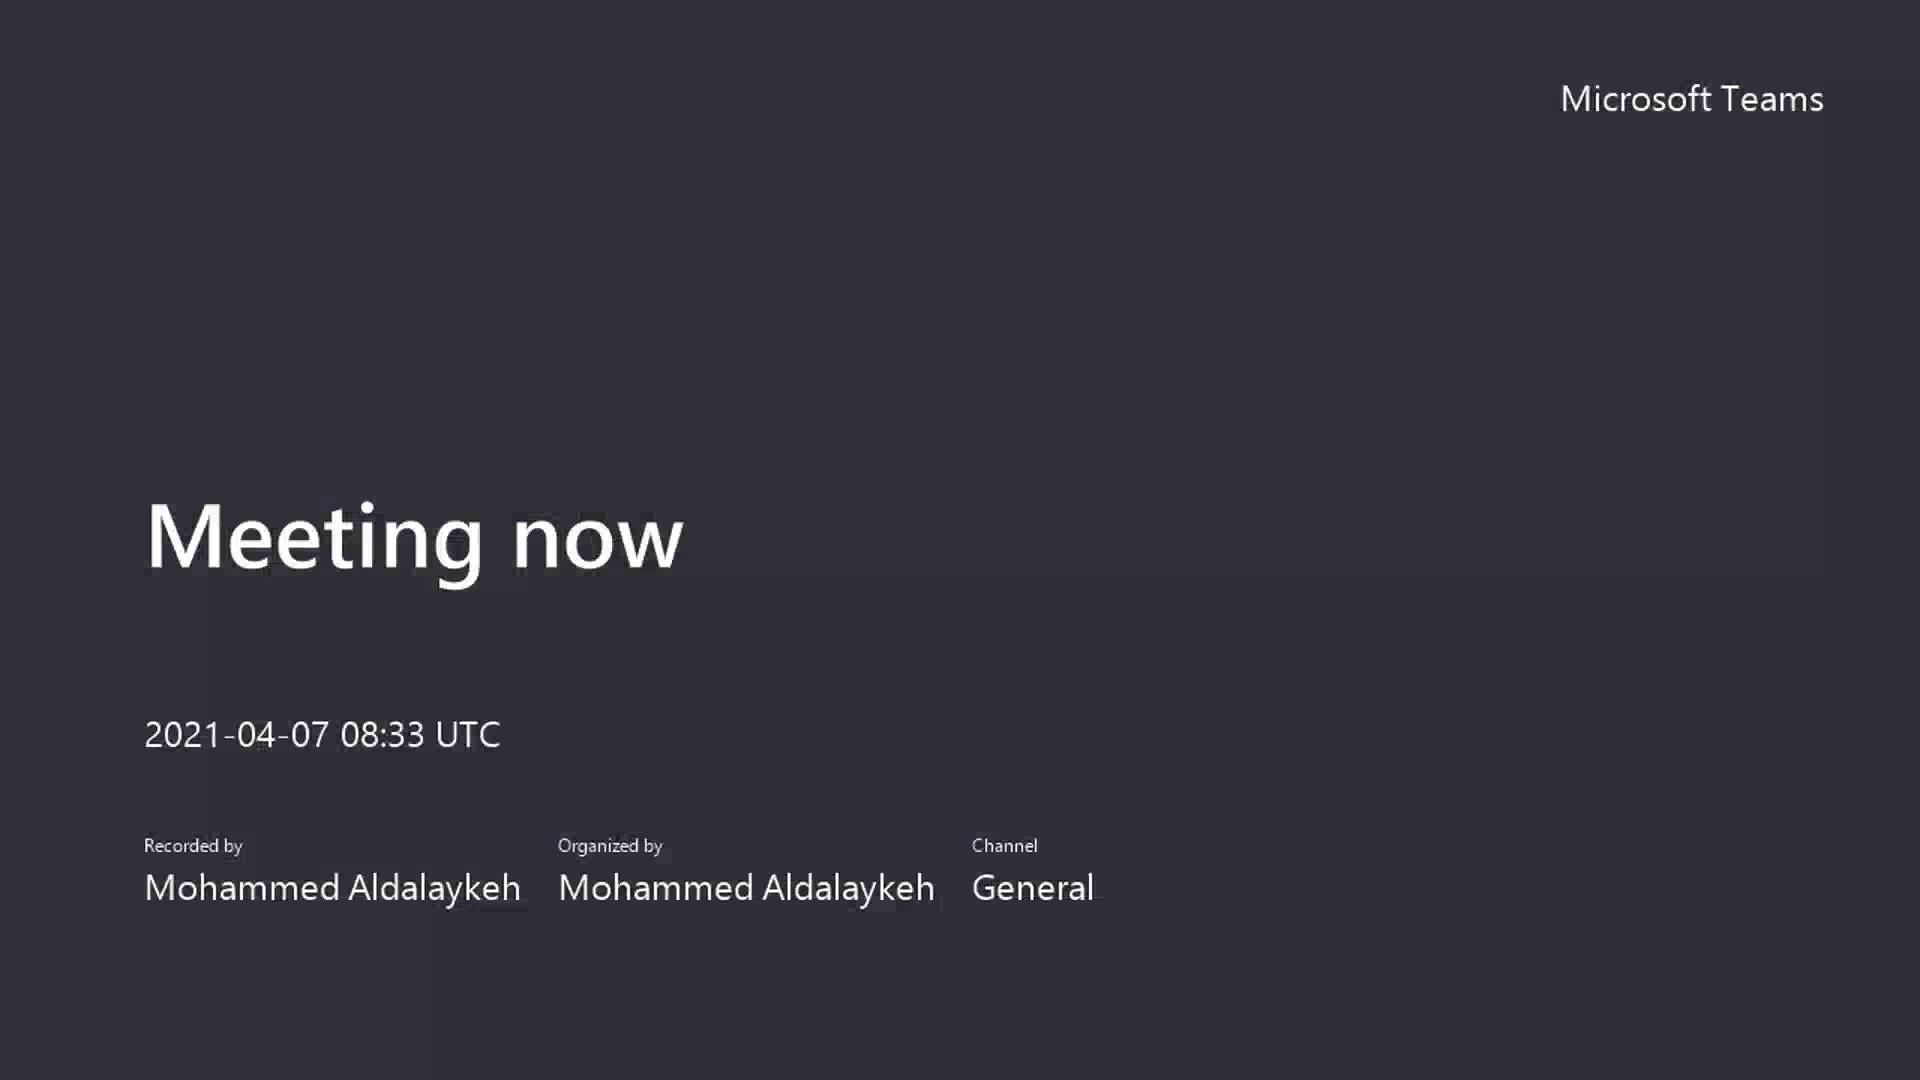 Microsoft Teams
Meeting now
2021-04-07 08:33 UTC
Recorded by
Mohammed Aldalaykeh
Organized by
Mohammed Aldalaykeh
Channel
General